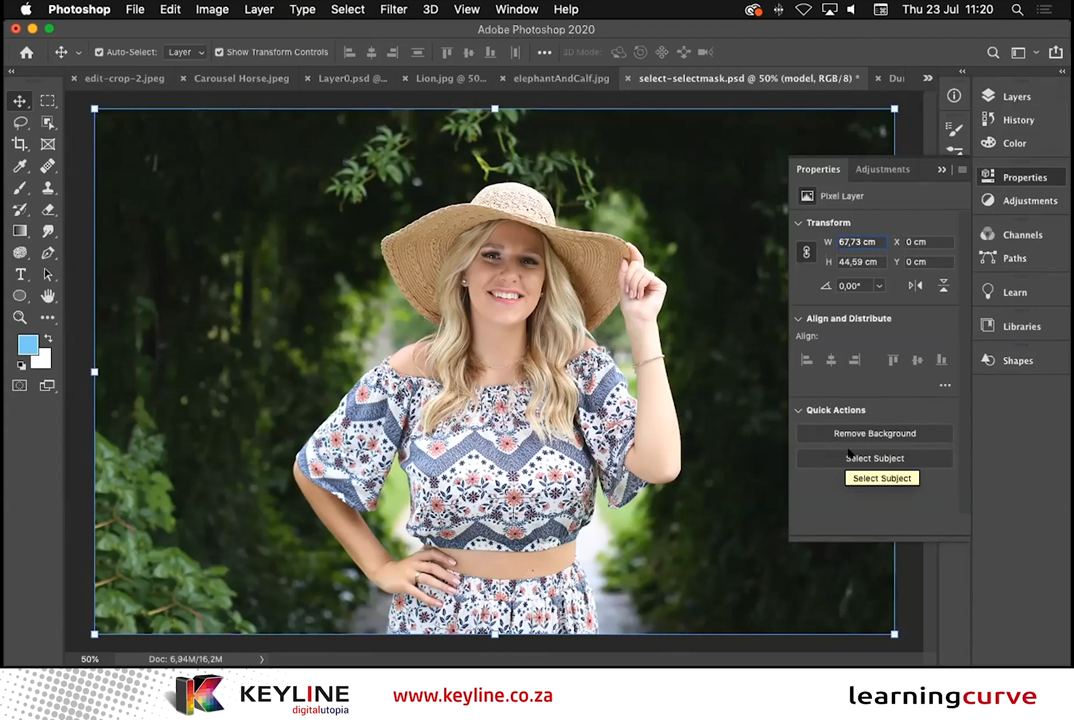 Photoshop File Edit Image Layer Type Select Filter 3D View Window Help Thu 23 Jul 11:20
Adobe Photoshop 2020
Auto-Select: Layer Show Transform Controls 3D Mode:
edit-crop-2.jpeg Carousel Horse.jpeg Layer0.psd @... Lion.jpg @ 50... elephantAndCalf.jpg select-selectmask.psd @ 50% (model, RGB/8) * Du
Layers
History
Color
Properties
Adjustments
Channels
Paths
Learn
Libraries
Shapes
Properties Adjustments
Pixel Layer
Transform
W 67,73 cm X 0 cm
H 44,59 cm Y 0 cm
0,00°
Align and Distribute
Align:
Quick Actions
Remove Background
Select Subject
Select Subject
50% Doc: 6,94M/16,2M
KEYLINE
digitalutopia
www.keyline.co.za
learningcurve